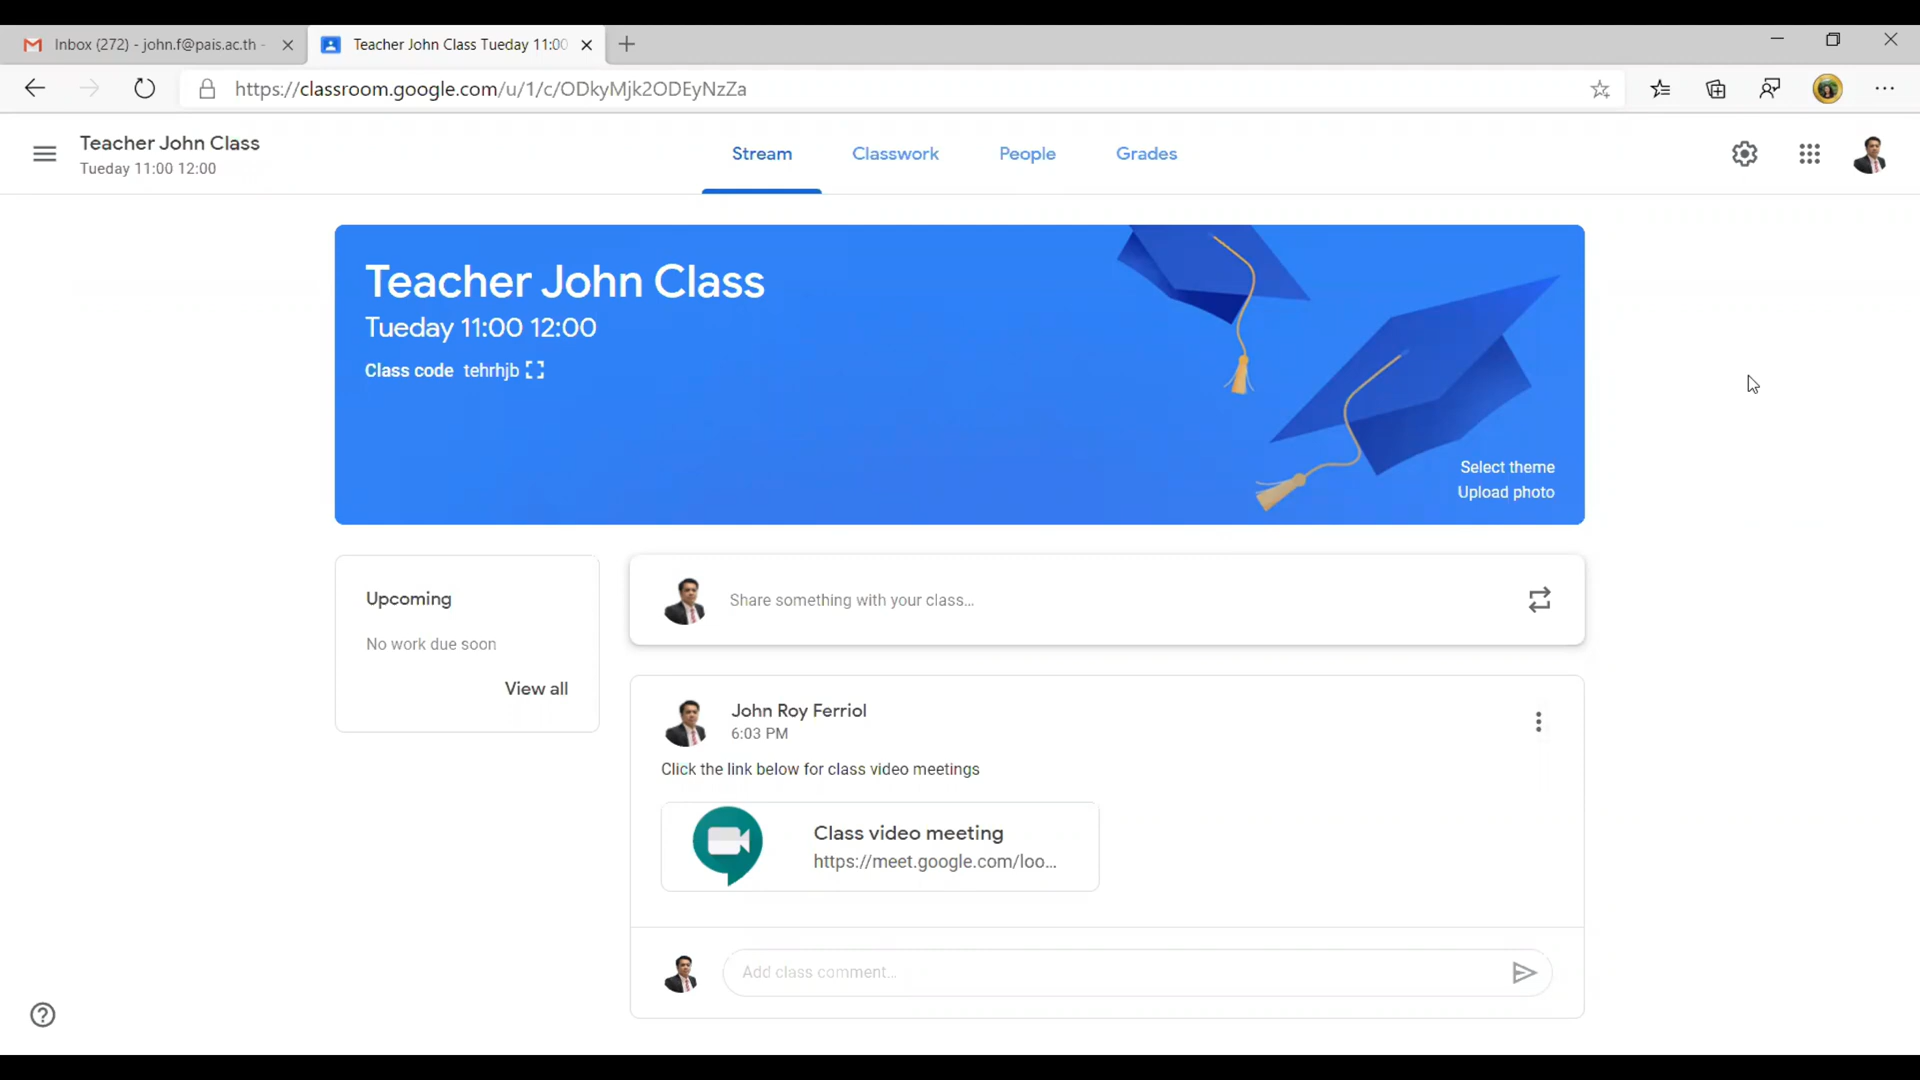 Inbox (272) - john.f@pais.ac.th -
Teacher John Class Tueday 11:00
https://classroom.google.com/u/1/c/ODkyMjk2ODEyNzZa
Teacher John Class
Tueday 11:00 12:00
Stream
Classwork
People
Grades
Teacher John Class
Tueday 11:00 12:00
Class code tehrhjb
Select theme
Upload photo
Upcoming
No work due soon
View all
Share something with your class...
John Roy Ferriol
6:03 PM
Click the link below for class video meetings
Class video meeting
https://meet.google.com/loo...
Add class comment...